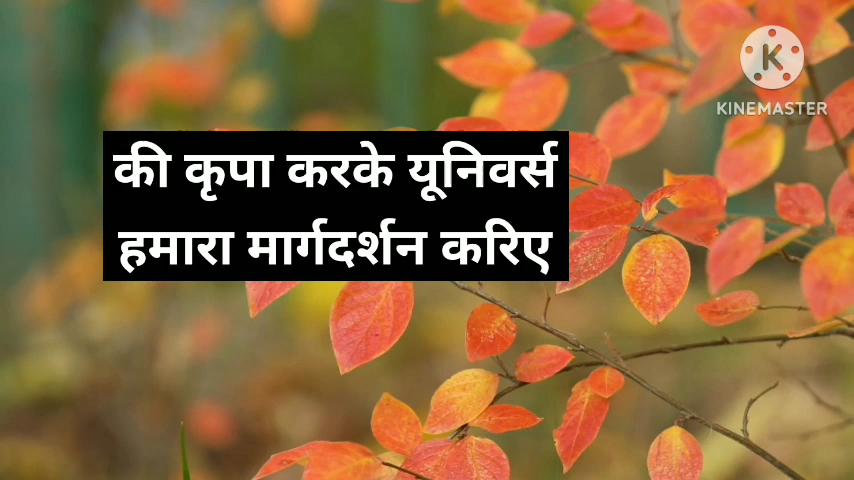 KINEMASTER
की कृपा करके यूनिवर्स
हमारा मार्गदर्शन करिए